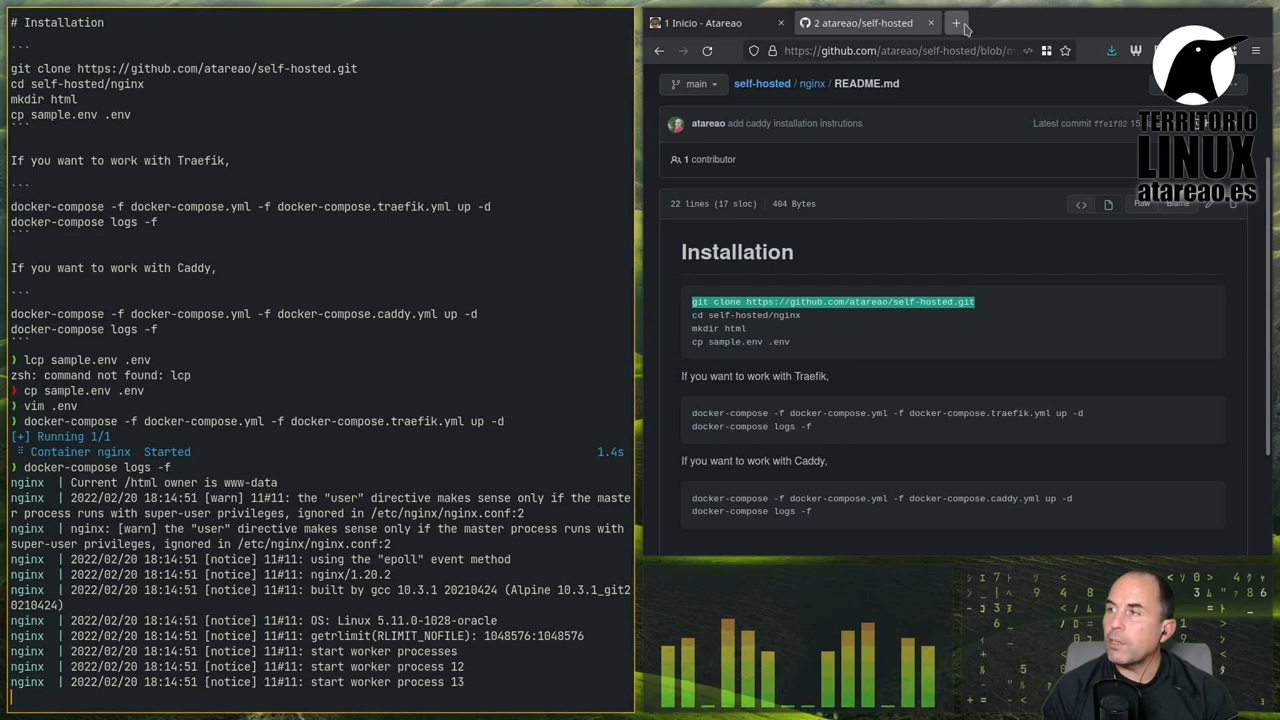 # Installation
```
git clone https://github.com/atareao/self-hosted.git
cd self-hosted/nginx
mkdir html
cp sample.env .env
```
If you want to work with Traefik,
```
docker-compose -f docker-compose.yml -f docker-compose.traefik.yml up -d
docker-compose logs -f
```
If you want to work with Caddy,
```
docker-compose -f docker-compose.yml -f docker-compose.caddy.yml up -d
docker-compose logs -f
```
❯ lcp sample.env .env
zsh: command not found: lcp
❯ cp sample.env .env
❯ vim .env
❯ docker-compose -f docker-compose.yml -f docker-compose.traefik.yml up -d
[+] Running 1/1
⠿ Container nginx  Started 1.4s
❯ docker-compose logs -f
nginx  | Current /html owner is www-data
nginx  | 2022/02/20 18:14:51 [warn] 11#11: the "user" directive makes sense only if the maste
r process runs with super-user privileges, ignored in /etc/nginx/nginx.conf:2
nginx  | nginx: [warn] the "user" directive makes sense only if the master process runs with
super-user privileges, ignored in /etc/nginx/nginx.conf:2
nginx  | 2022/02/20 18:14:51 [notice] 11#11: using the "epoll" event method
nginx  | 2022/02/20 18:14:51 [notice] 11#11: nginx/1.20.2
nginx  | 2022/02/20 18:14:51 [notice] 11#11: built by gcc 10.3.1 20210424 (Alpine 10.3.1_git2
0210424)
nginx  | 2022/02/20 18:14:51 [notice] 11#11: OS: Linux 5.11.0-1028-oracle
nginx  | 2022/02/20 18:14:51 [notice] 11#11: getrlimit(RLIMIT_NOFILE): 1048576:1048576
nginx  | 2022/02/20 18:14:51 [notice] 11#11: start worker processes
nginx  | 2022/02/20 18:14:51 [notice] 11#11: start worker process 12
nginx  | 2022/02/20 18:14:51 [notice] 11#11: start worker process 13
1 Inicio - Atareao
2 atareao/self-hosted
https://github.com/atareao/self-hosted/blob/m
main
self-hosted / nginx / README.md
atareao add caddy installation instrutions
Latest commit ffe1f82 15
1 contributor
22 lines (17 sloc) 404 Bytes
Raw
Blame
Installation
git clone https://github.com/atareao/self-hosted.git
cd self-hosted/nginx
mkdir html
cp sample.env .env
If you want to work with Traefik,
docker-compose -f docker-compose.yml -f docker-compose.traefik.yml up -d
docker-compose logs -f
If you want to work with Caddy,
docker-compose -f docker-compose.yml -f docker-compose.caddy.yml up -d
docker-compose logs -f
TERRITORIO
LINUX
atareao.es